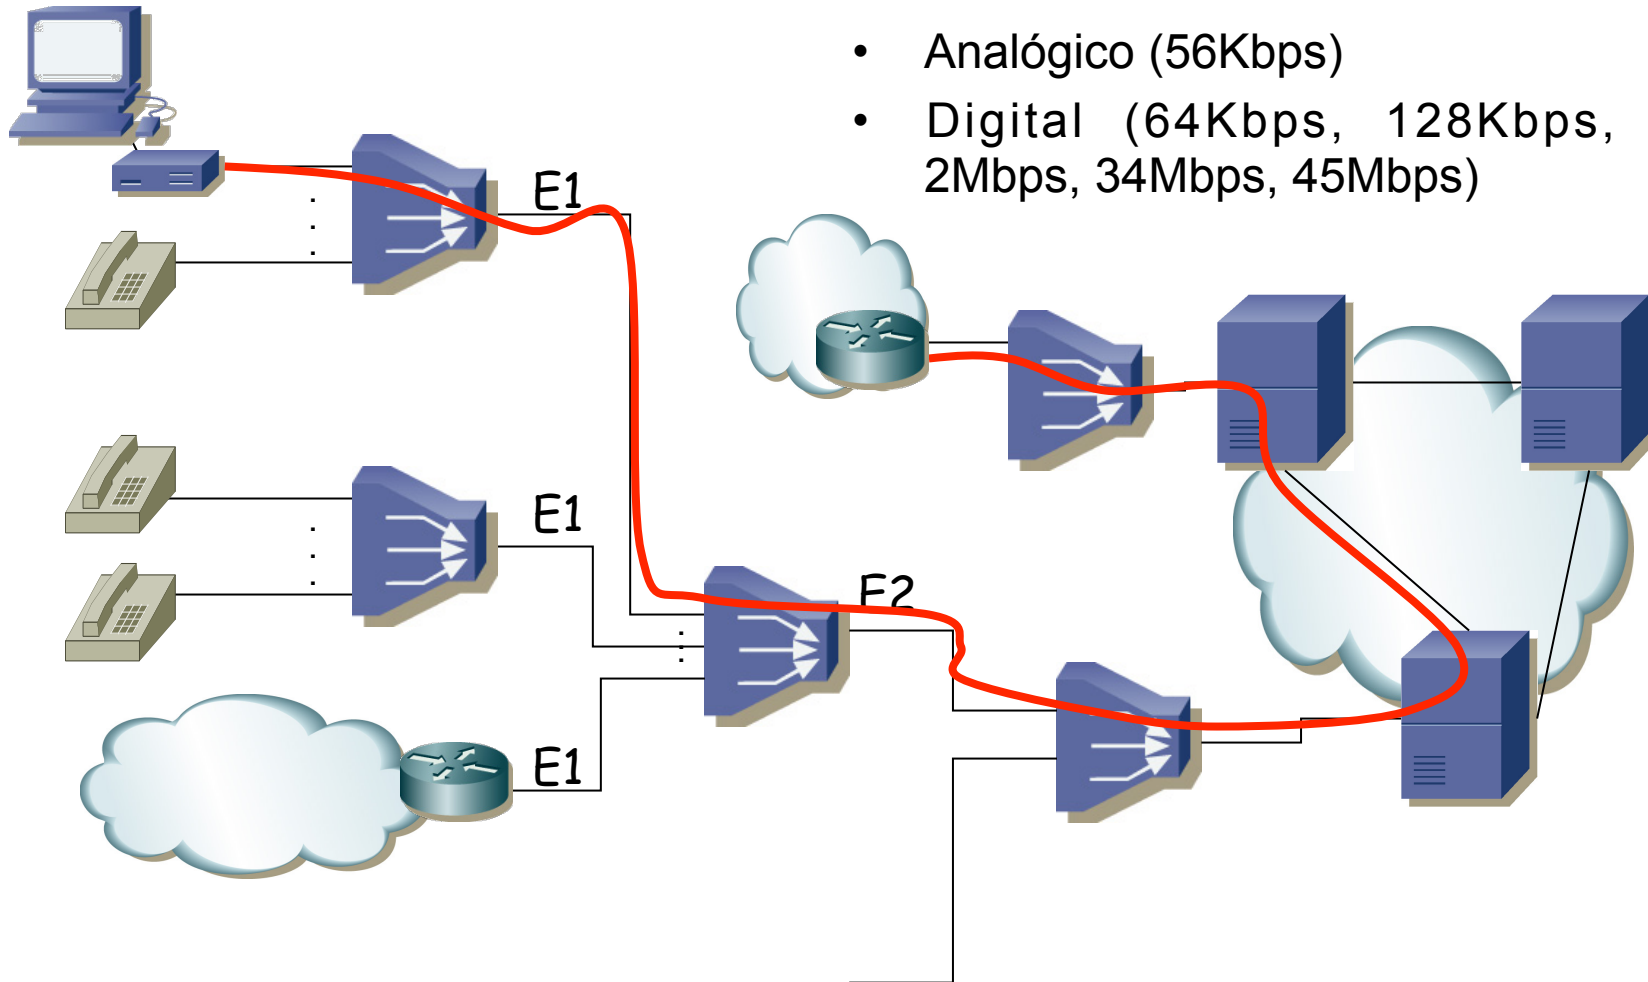 • Analógico (56Kbps)
• Digital (64Kbps, 128Kbps,
2Mbps, 34Mbps, 45Mbps)
E1
E1
E2
E1